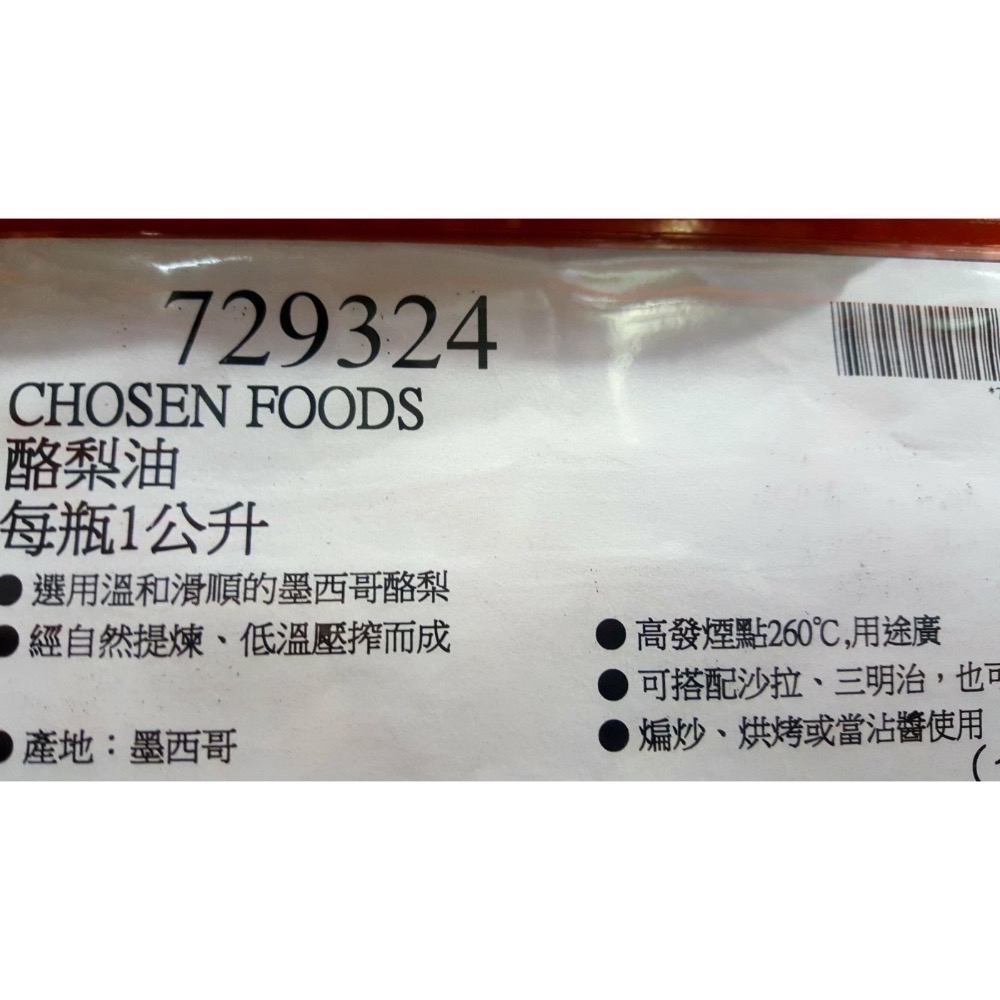 729324
CHOSEN FOODS
酪梨油
每瓶1公升
●選用溫和滑順的墨西哥酪梨
●經自然提煉、低溫壓搾而成
●產地：墨西哥
●高發煙點260℃,用途廣
●可搭配沙拉、三明治，也可
●煸炒、烘烤或當沾醬使用